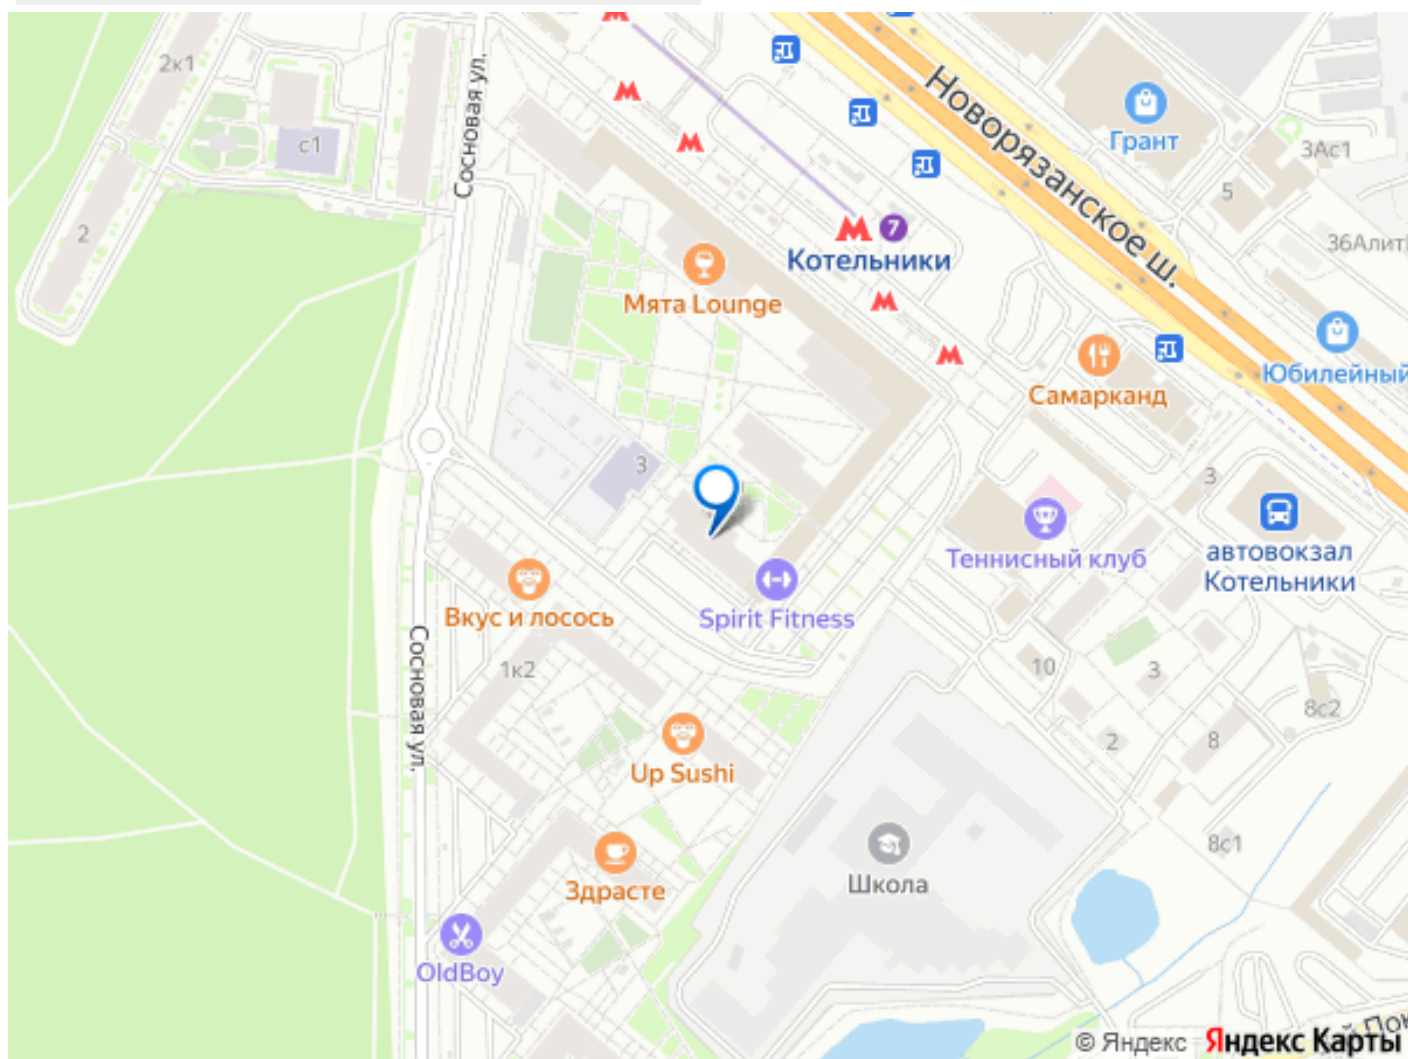 2к1
с1
2
Сосновая ул.
Новорязанское ш.
Грант
3Ас1
5
7
Котельники
Мята Lounge
Самарканд
Юбилейный
3
3
Теннисный клуб
автовокзал
Котельники
Вкус и лосось
Spirit Fitness
Сосновая ул.
1к2
10
3
8с2
2
8
Up Sushi
8с1
Школа
Здрасте
OldBoy
© Яндекс Яндекс Карты